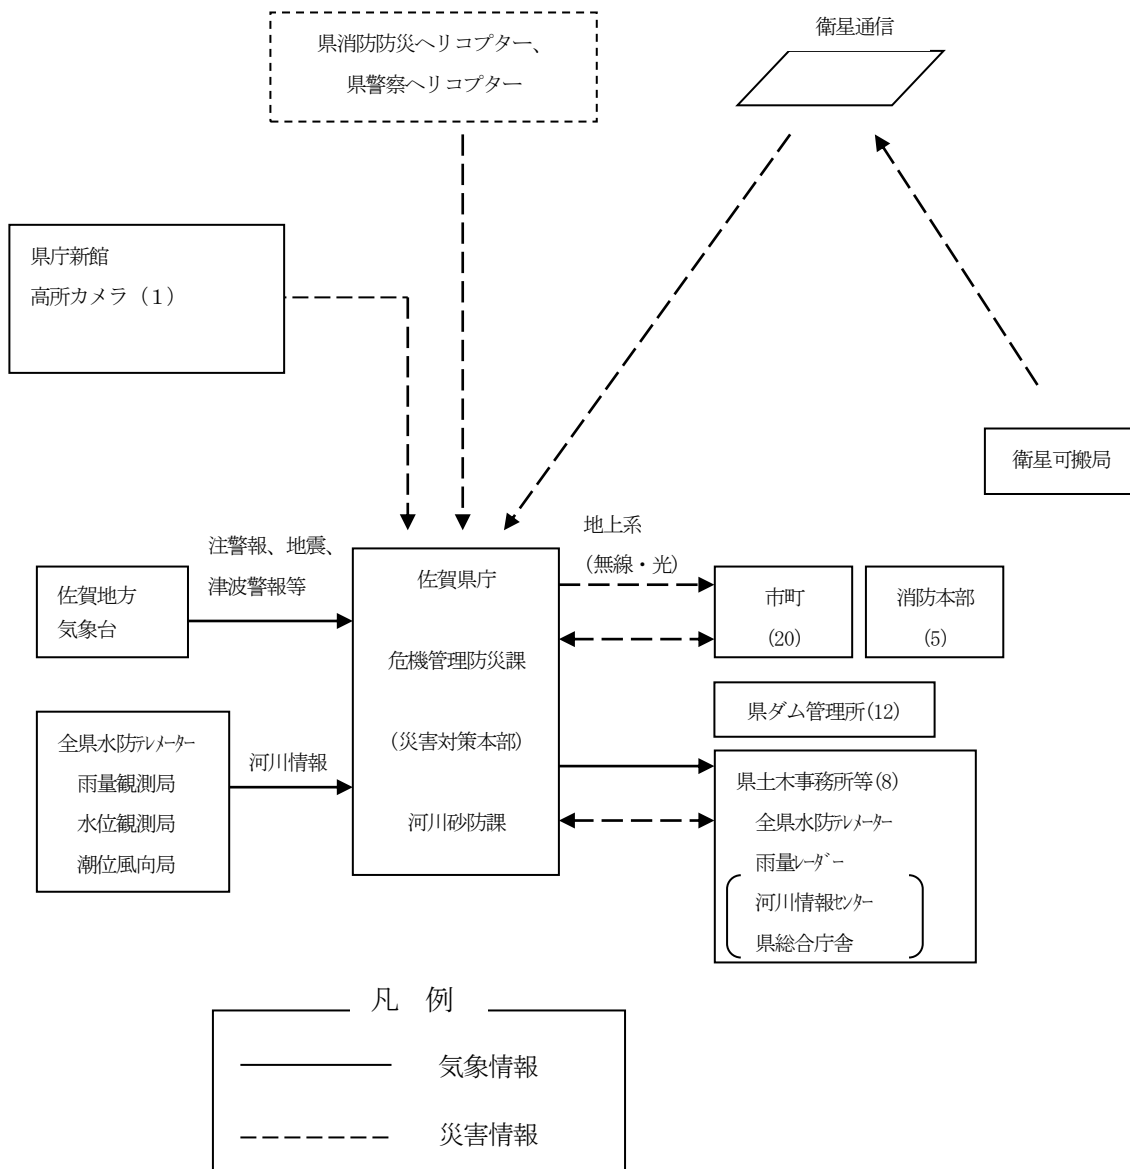 県消防防災ヘリコプター、
県警察ヘリコプター
衛星通信
県庁新館
高所カメラ（１）
衛星可搬局
地上系
(無線・光)
注警報、地震、
津波警報等
佐賀地方
気象台
佐賀県庁
危機管理防災課
(災害対策本部)
河川砂防課
市町
(20)
消防本部
(5)
県ダム管理所(12)
全県水防ﾃﾚﾒｰﾀｰ
雨量観測局
水位観測局
潮位風向局
河川情報
県土木事務所等(8)
全県水防ﾃﾚﾒｰﾀｰ
雨量ﾚｰﾀﾞｰ
河川情報ｾﾝﾀｰ
県総合庁舎
凡　例
気象情報
災害情報